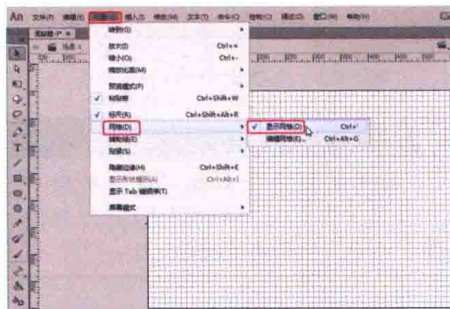 An 文件(F) 编辑(E) 视图(V) 插入(I) 修改(M) 文本(T) 命令(C) 控制(O) 调试(D) 窗口(W) 帮助(H)
场景 1
转到(G)
放大(I) Ctrl+=
缩小(O) Ctrl+-
缩放比率(M)
预览模式(P)
✓ 粘贴板 Ctrl+Shift+W
✓ 标尺(R) Ctrl+Shift+Alt+R
网格(D)
✓ 显示网格(D) Ctrl+'
编辑网格(E)... Ctrl+Alt+G
辅助线(E)
贴紧(S)
隐藏边缘(H) Ctrl+Shift+E
显示形状提示(A) Ctrl+Alt+I
显示 Tab 键顺序(T)
屏幕模式